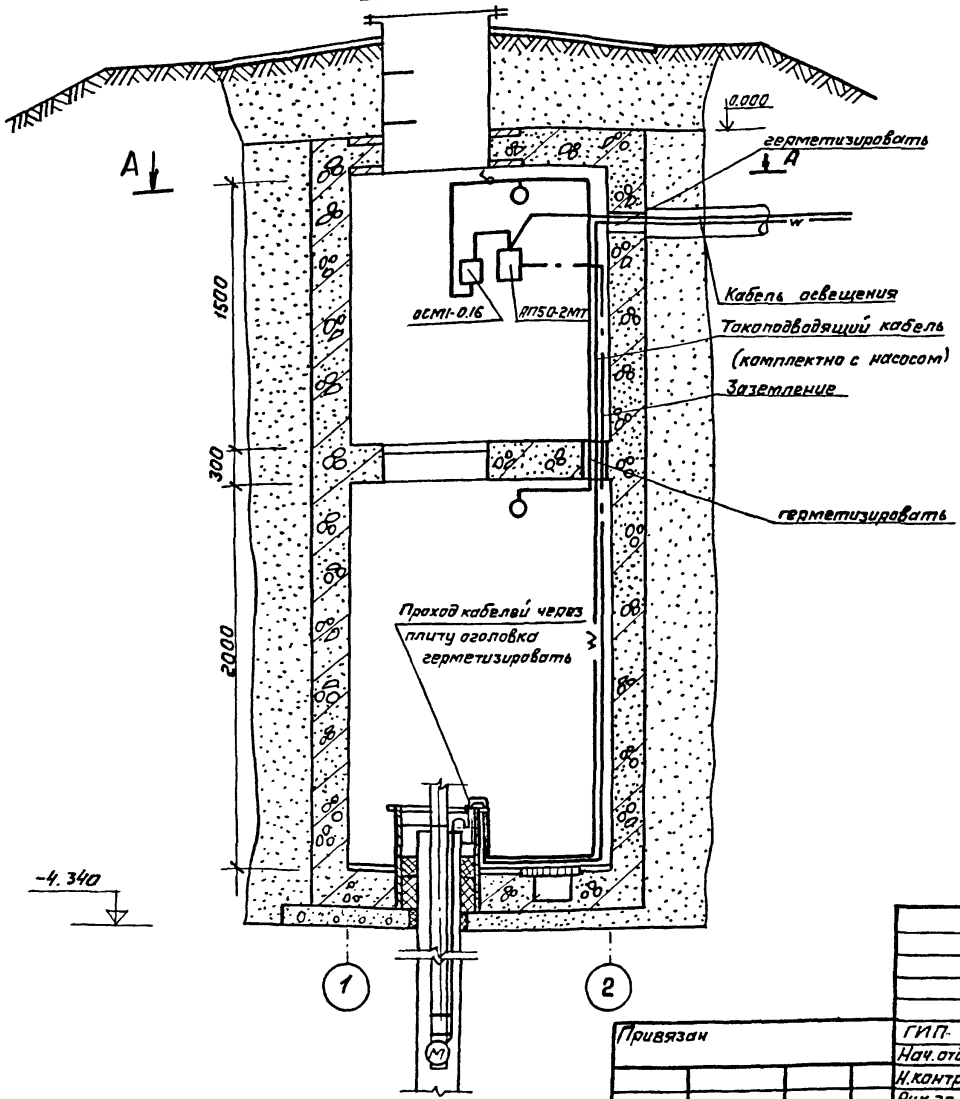 0.000
герметизировать
А
А
1500
ОСМ1-0.16
АП50-2МТ
w
Кабель освещения
Токоподводящий кабель
(комплектно с насосом)
Заземление
300
герметизировать
Проход кабелей через
плиту оголовка
герметизировать
w
2000
-4.340
1
2
М
Привязан
ГИП
Нач. отд
Н.контр